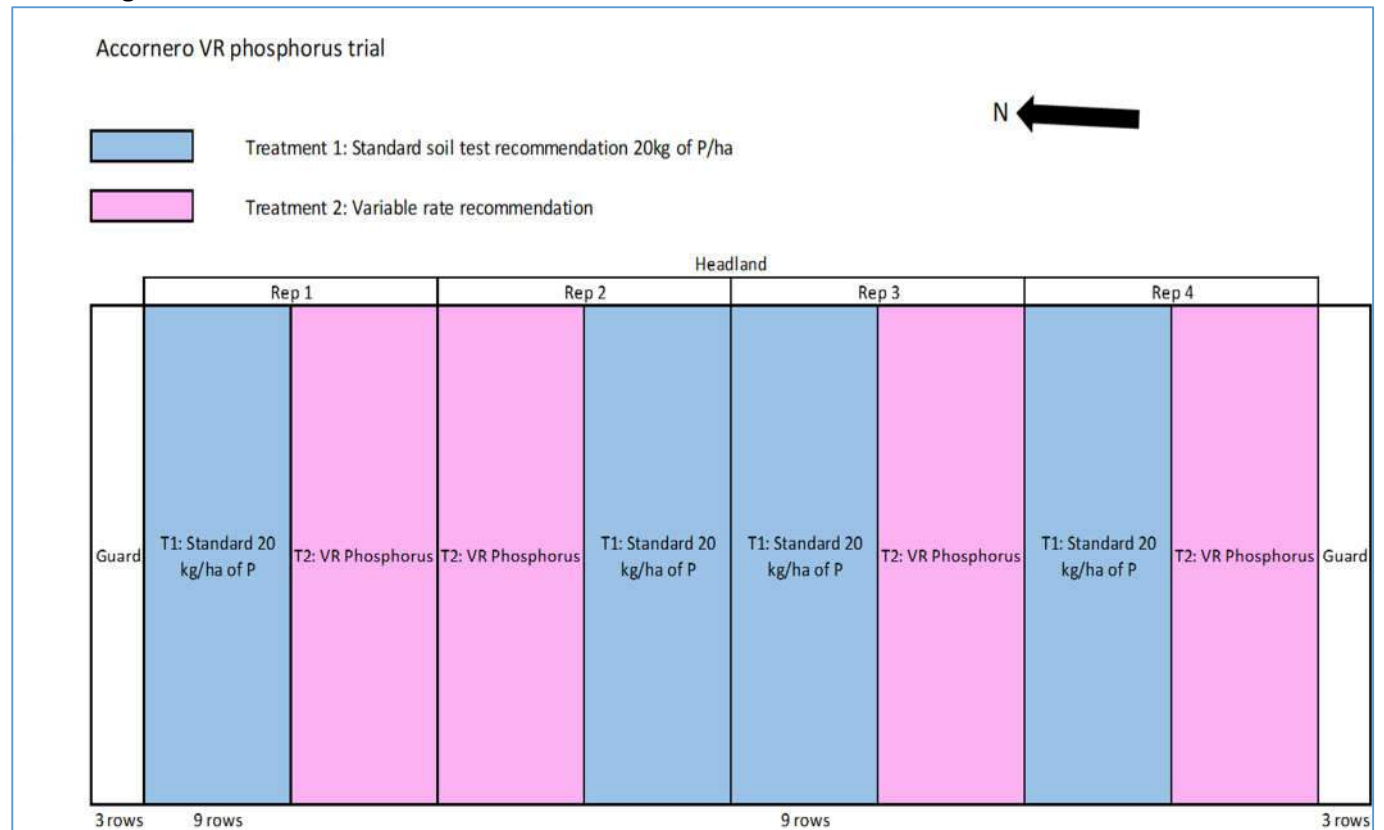 Accornero VR phosphorus trial
N
Treatment 1: Standard soil test recommendation 20kg of P/ha
Treatment 2: Variable rate recommendation
Headland
Rep 1 Rep 2 Rep 3 Rep 4
Guard
T1: Standard 20
kg/ha of P
T2: VR Phosphorus
T2: VR Phosphorus
T1: Standard 20
kg/ha of P
T1: Standard 20
kg/ha of P
T2: VR Phosphorus
T1: Standard 20
kg/ha of P
T2: VR Phosphorus
Guard
3 rows 9 rows 9 rows 3 rows